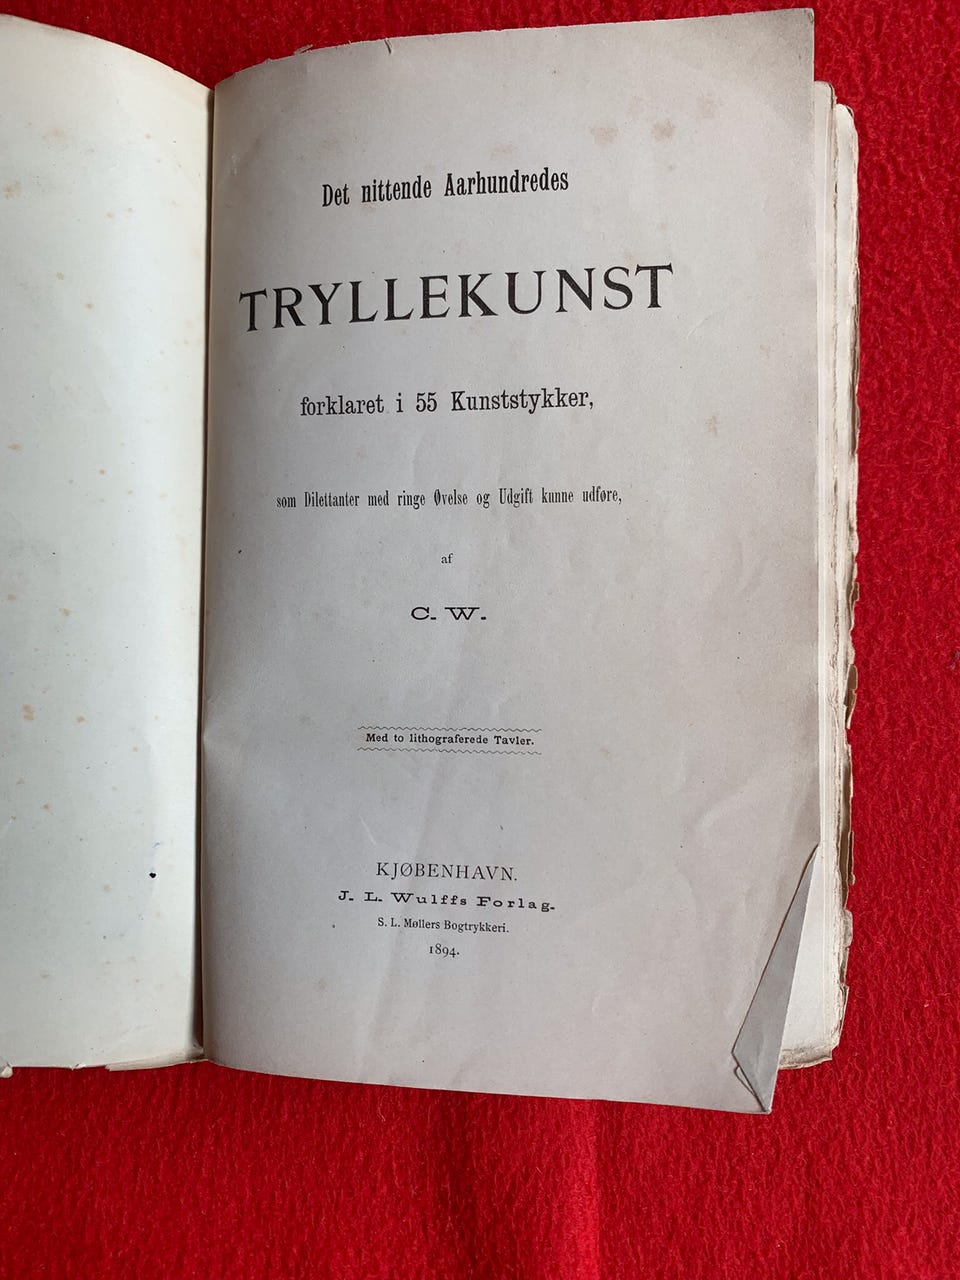 Det nittende Aarhundredes
TRYLLEKUNST
forklaret i 55 Kunststykker,
som Dilettanter med ringe Øvelse og Udgift kunne udføre,
af
C. W.
Med to lithograferede Tavler.
KJØBENHAVN.
J. L. Wulffs Forlag.
S. L. Møllers Bogtrykkeri.
1894.